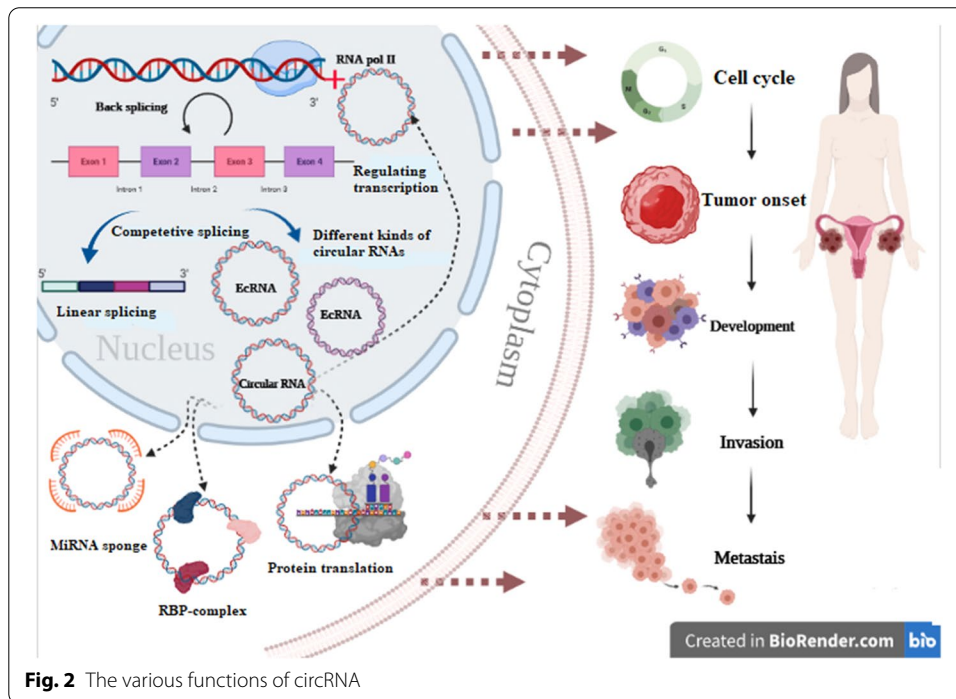 RNA pol II
5'
3'
Back splicing
Exon 1
Exon 2
Exon 3
Exon 4
Intron 1
Intron 2
Intron 3
Regulating
transcription
Competetive splicing
Different kinds of
circular RNAs
5'
3'
Linear splicing
EcRNA
EcRNA
Nucleus
Circular RNA
Cytoplasm
MiRNA sponge
RBP-complex
Protein translation
G₁
M
S
G₂
Cell cycle
Tumor onset
Development
Invasion
Metastais
Created in BioRender.com bio
Fig. 2 The various functions of circRNA